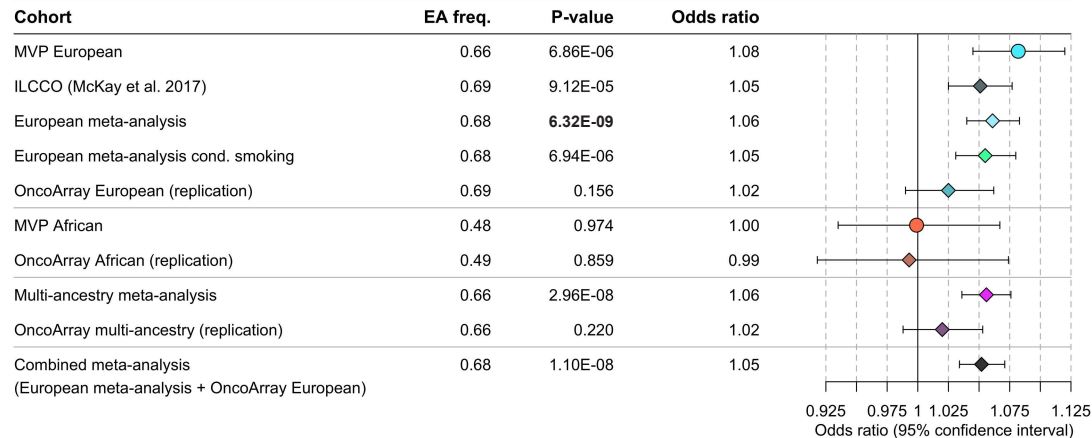 Cohort EA freq. P-value Odds ratio
MVP European 0.66 6.86E-06 1.08
ILCCO (McKay et al. 2017) 0.69 9.12E-05 1.05
European meta-analysis 0.68 6.32E-09 1.06
European meta-analysis cond. smoking 0.68 6.94E-06 1.05
OncoArray European (replication) 0.69 0.156 1.02
MVP African 0.48 0.974 1.00
OncoArray African (replication) 0.49 0.859 0.99
Multi-ancestry meta-analysis 0.66 2.96E-08 1.06
OncoArray multi-ancestry (replication) 0.66 0.220 1.02
Combined meta-analysis 0.68 1.10E-08 1.05
(European meta-analysis + OncoArray European)
0.925 0.975 1 1.025 1.075 1.125
Odds ratio (95% confidence interval)